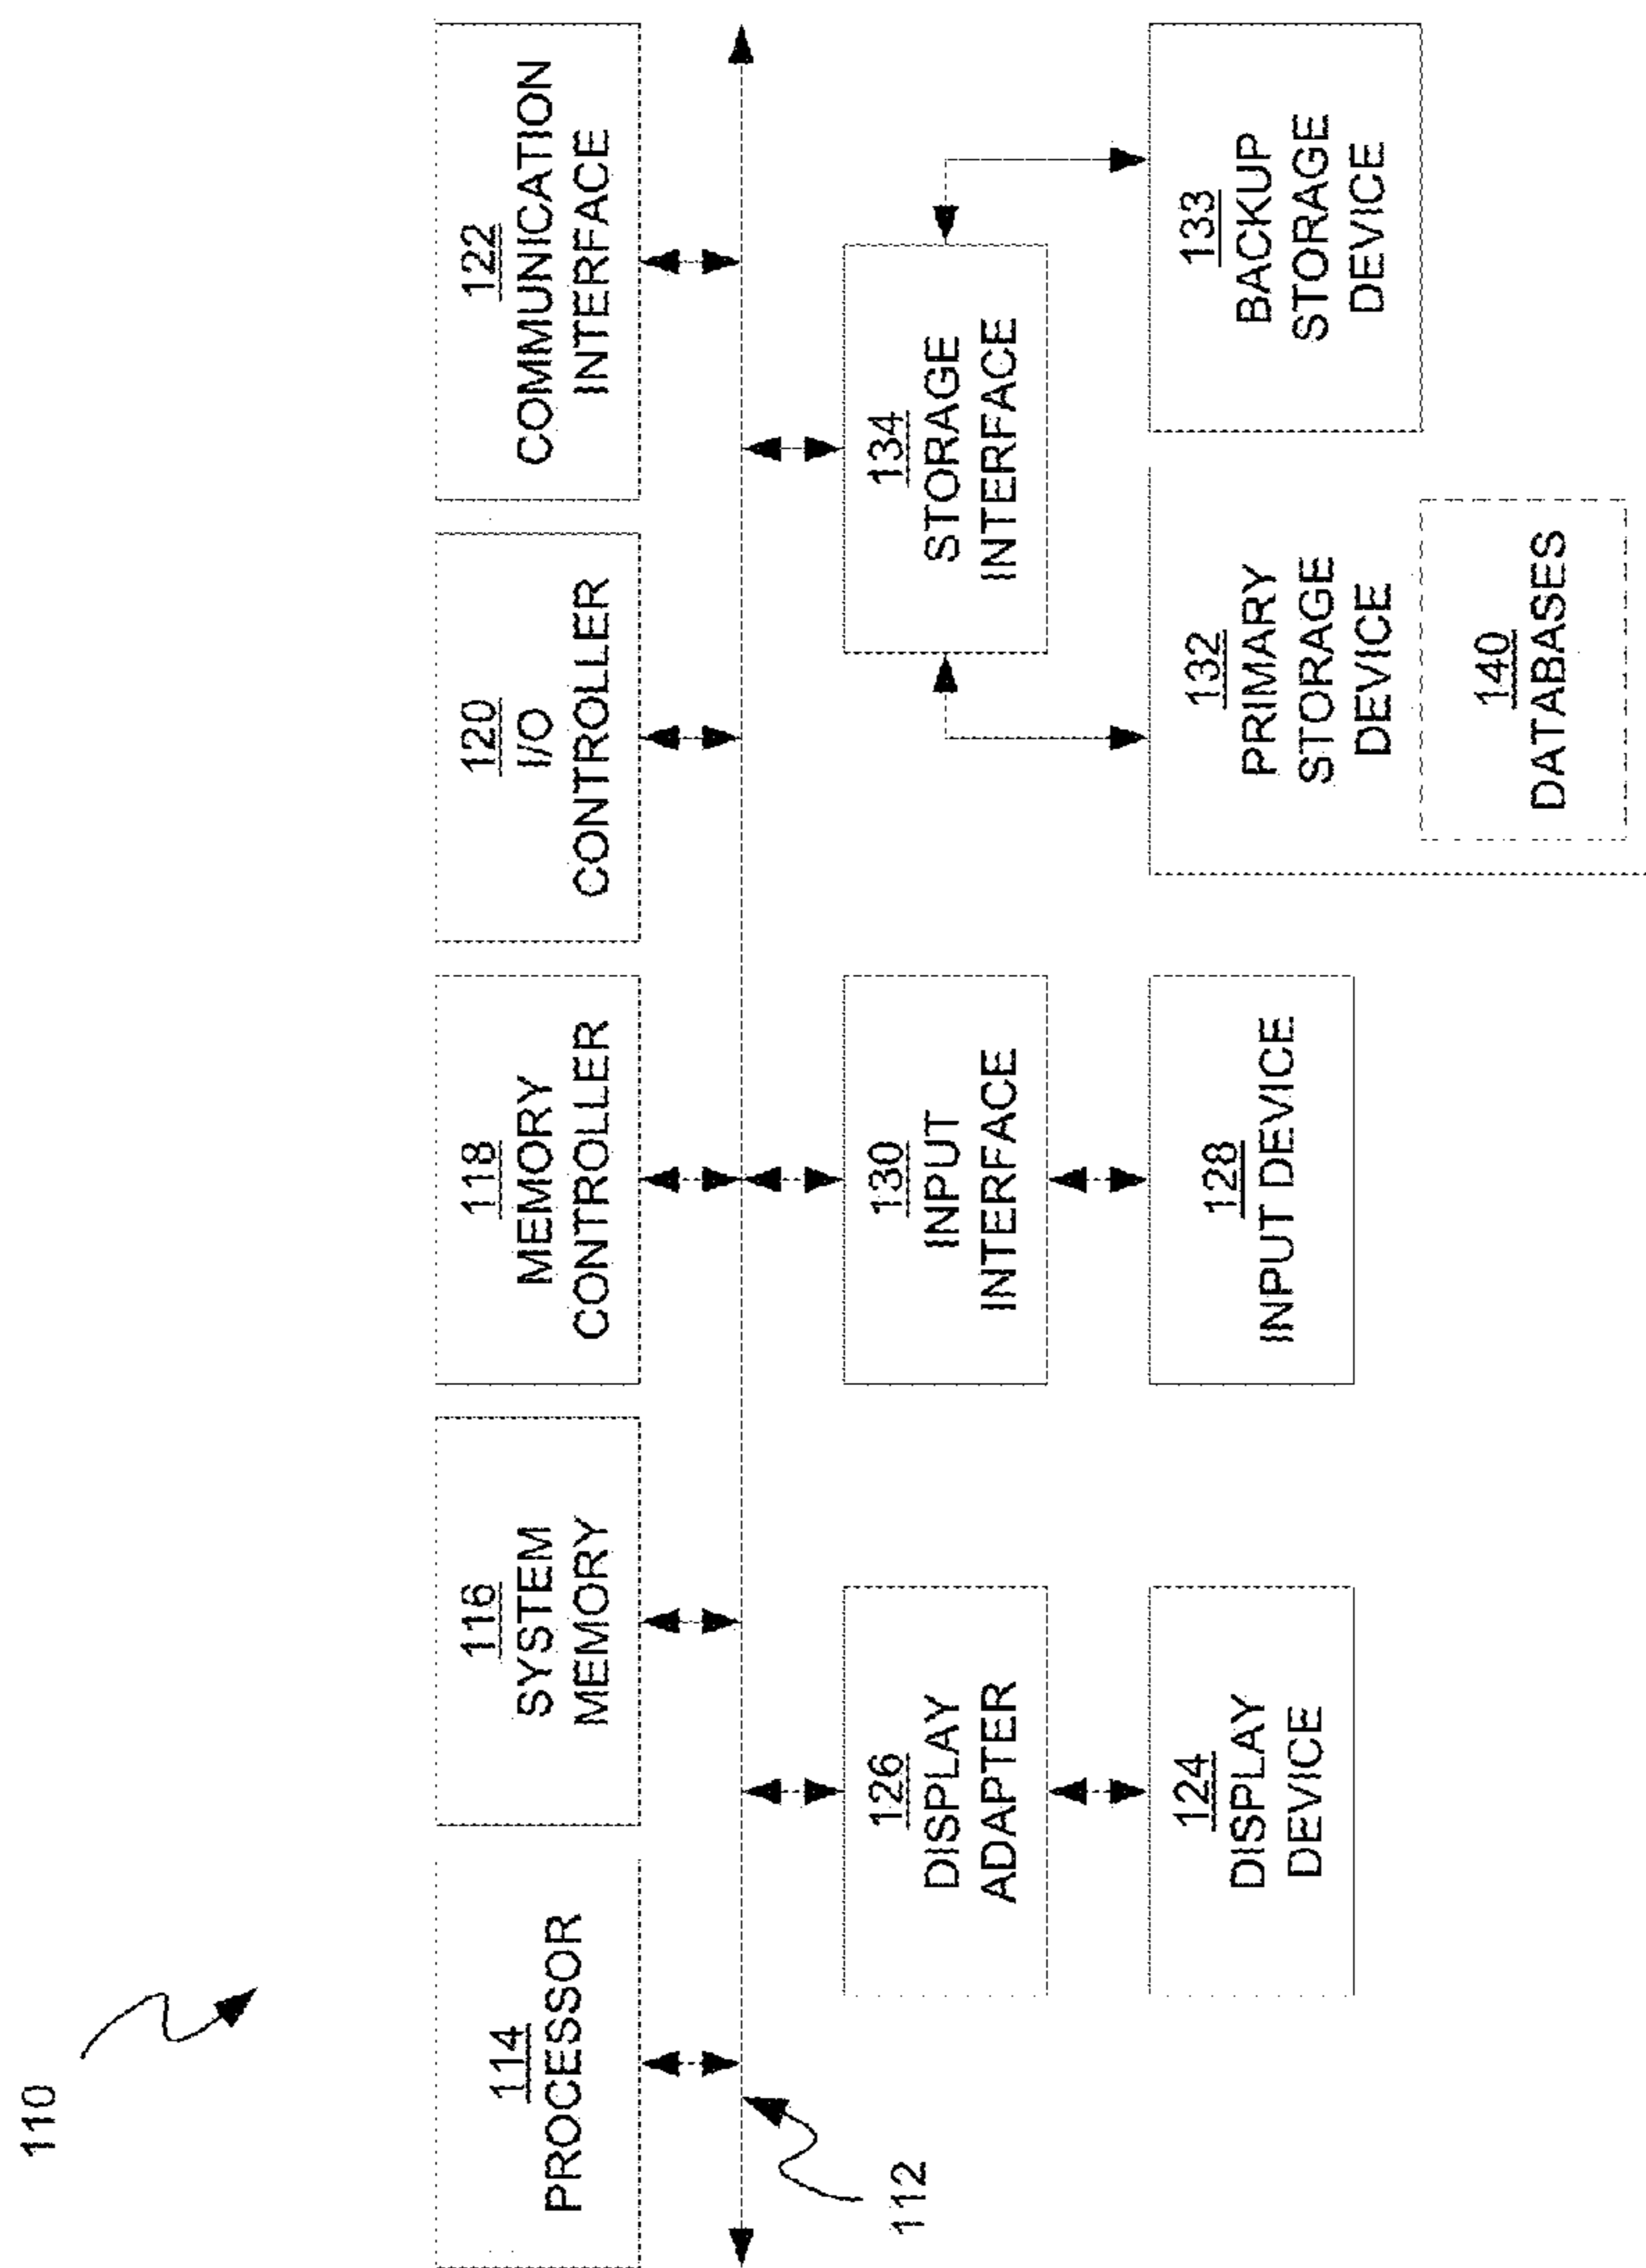 110
112
114
PROCESSOR
116
SYSTEM
MEMORY
118
MEMORY
CONTROLLER
120
I/O
CONTROLLER
122
COMMUNICATION
INTERFACE
126
DISPLAY
ADAPTER
130
INPUT
INTERFACE
134
STORAGE
INTERFACE
124
DISPLAY
DEVICE
128
INPUT DEVICE
132
PRIMARY
STORAGE
DEVICE
140
DATABASES
133
BACKUP
STORAGE
DEVICE